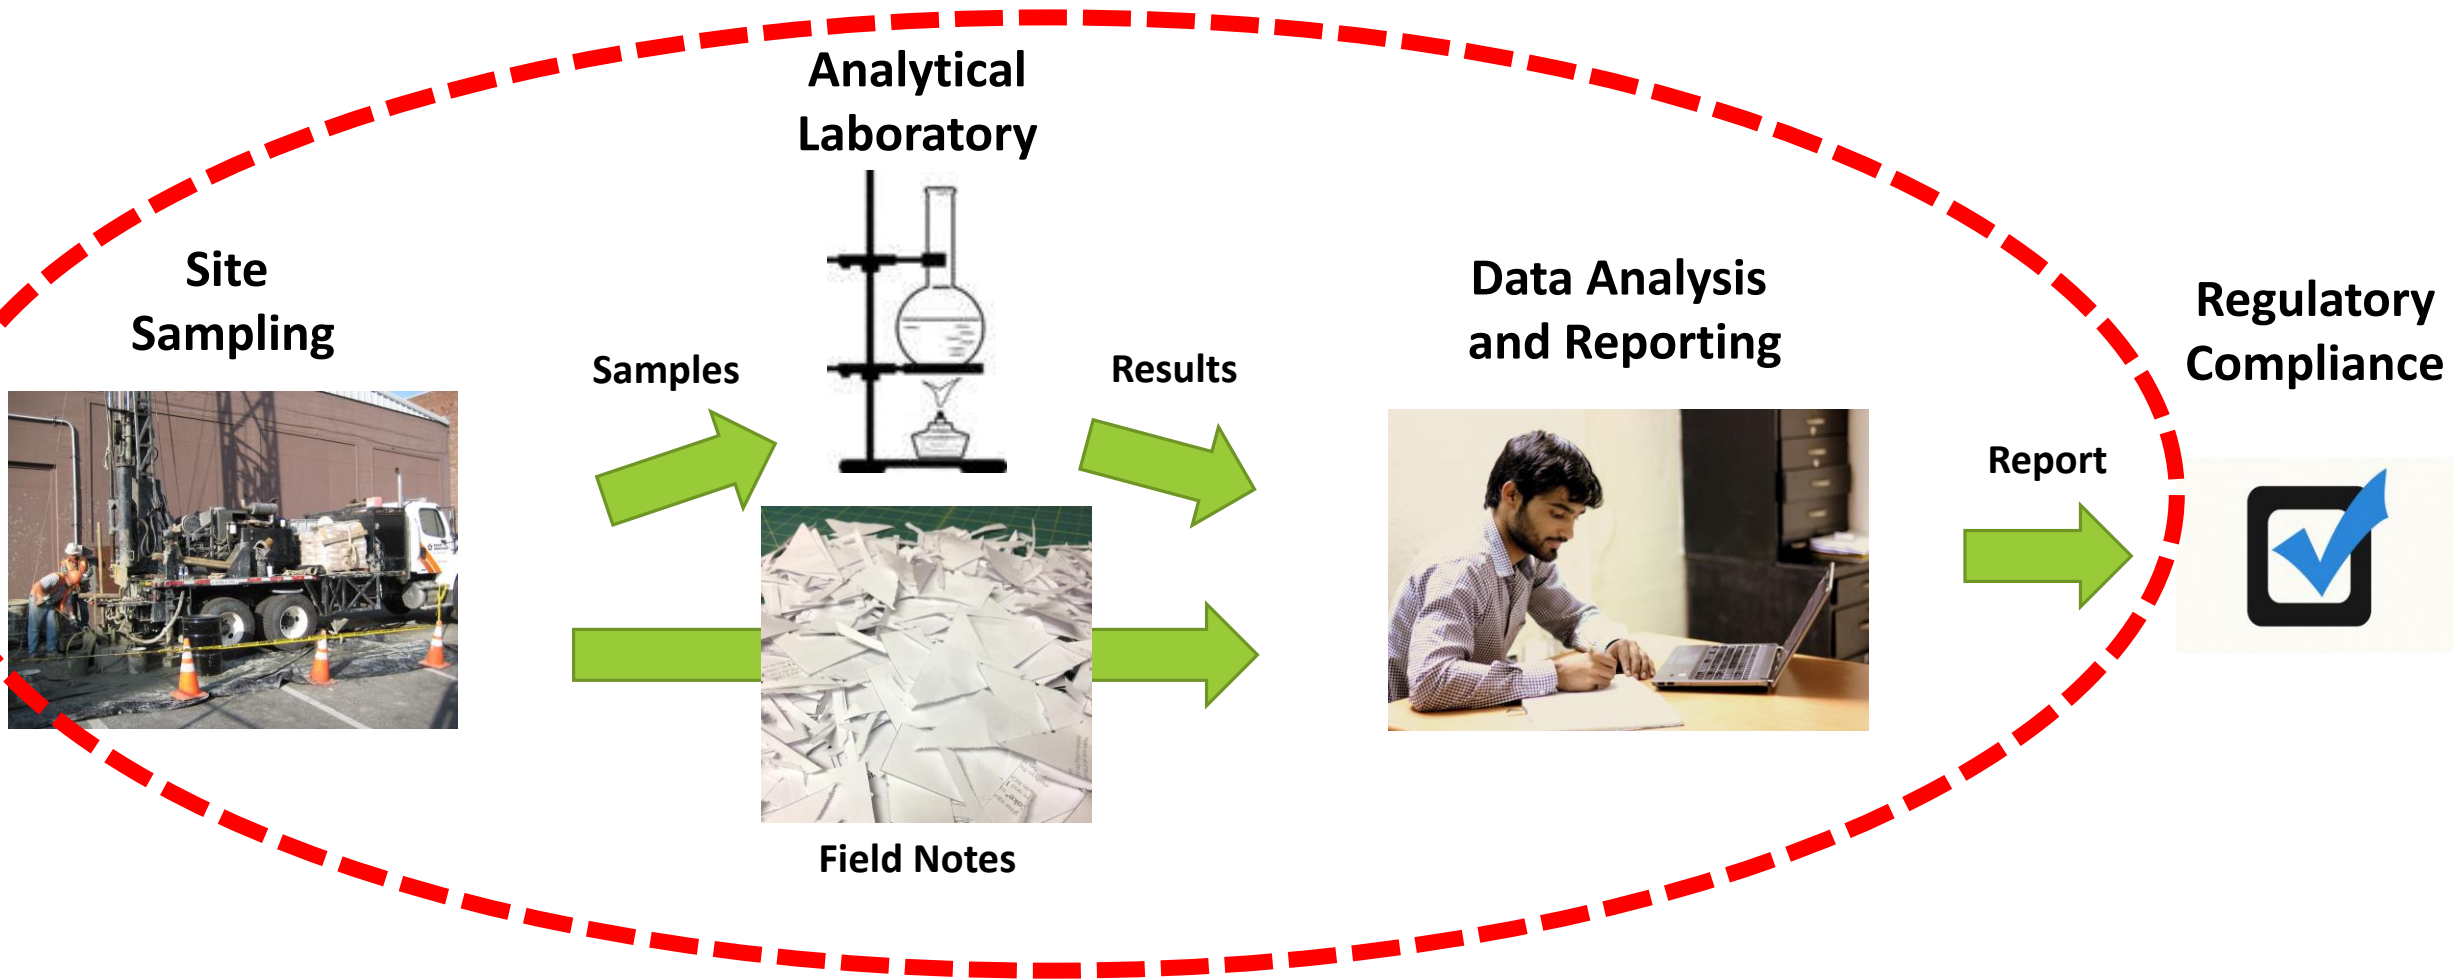 Analytical
Laboratory
Site
Sampling
Data Analysis
and Reporting
Regulatory
Compliance
Samples
Results
Report
Field Notes